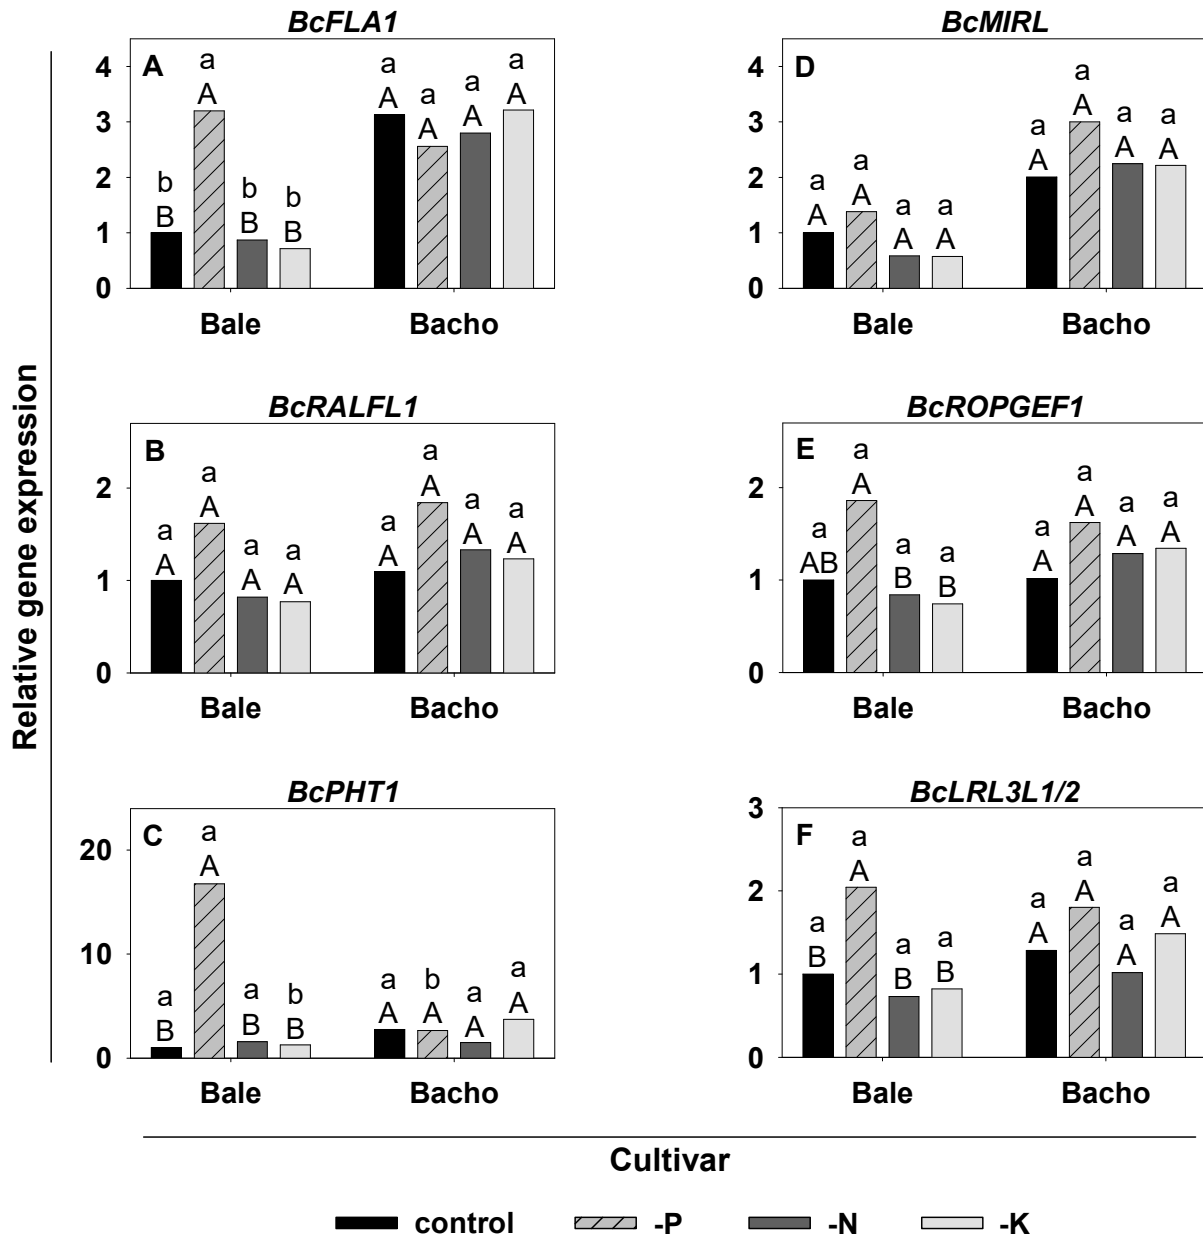 BcFLA1
A
4
3
2
1
0
b a b b a a a a
B A B B A A A A
Bale Bacho
BcMIRL
D
4
3
2
1
0
a a a a a a a a
A A A A A A A A
Bale Bacho
BcRALFL1
B
2
1
0
a a a a a a a a
A A A A A A A A
Bale Bacho
BcROPGEF1
E
2
1
0
a a a a a a a a
AB A B B A A A A
Bale Bacho
BcPHT1
C
20
10
0
a a a b a b a a
B A B B A A A A
Bale Bacho
BcLRL3L1/2
F
3
2
1
0
a a a a a a a a
B A B B A A A A
Bale Bacho
Relative gene expression
Cultivar
control -P -N -K